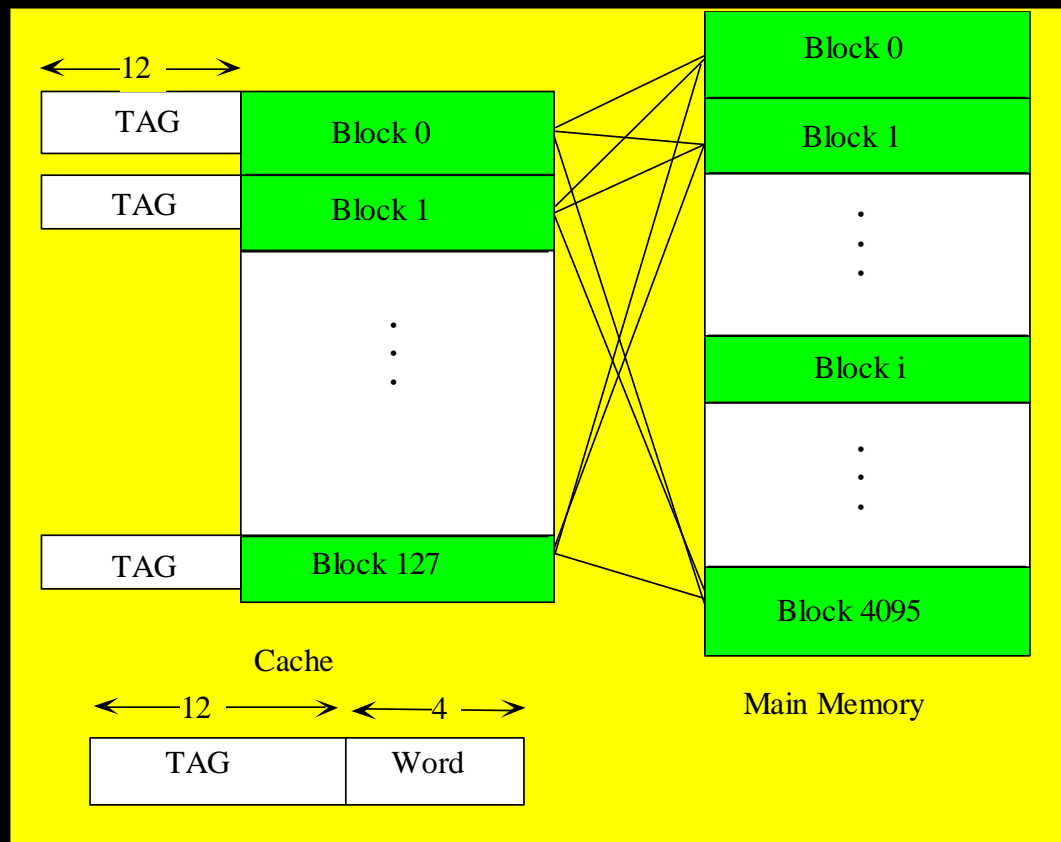 12
TAG
Block 0
TAG
Block 1
.
.
.
TAG
Block 127
Cache
Block 0
Block 1
.
.
.
Block i
.
.
.
Block 4095
Main Memory
12
4
TAG
Word